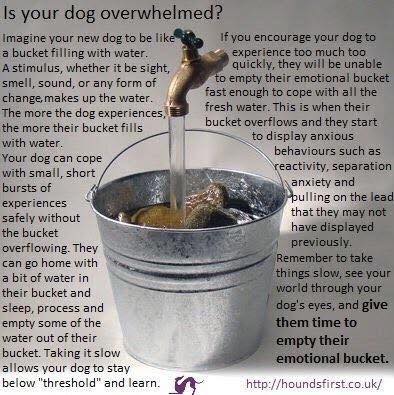 Is your dog overwhelmed?
Imagine your new dog to be like
a bucket filling with water.
A stimulus, whether it be sight,
smell, sound, or any form of
change,makes up the water.
The more the dog experiences,
the more their bucket fills
with water.
Your dog can cope
with small, short
bursts of
experiences
safely without
the bucket
overflowing. They
can go home with
a bit of water in
their bucket and
sleep, process and
empty some of the
water out of their
bucket. Taking it slow
allows your dog to stay
below "threshold" and learn.
If you encourage your dog to
experience too much too
quickly, they will be unable
to empty their emotional bucket
fast enough to cope with all the
fresh water. This is when their
bucket overflows and they start
to display anxious
behaviours such as
reactivity, separation
anxiety and
pulling on the lead
that they may not
have displayed
previously.
Remember to take
things slow, see your
world through your
dog's eyes, and give
them time to
empty their
emotional bucket.
http://houndsfirst.co.uk/